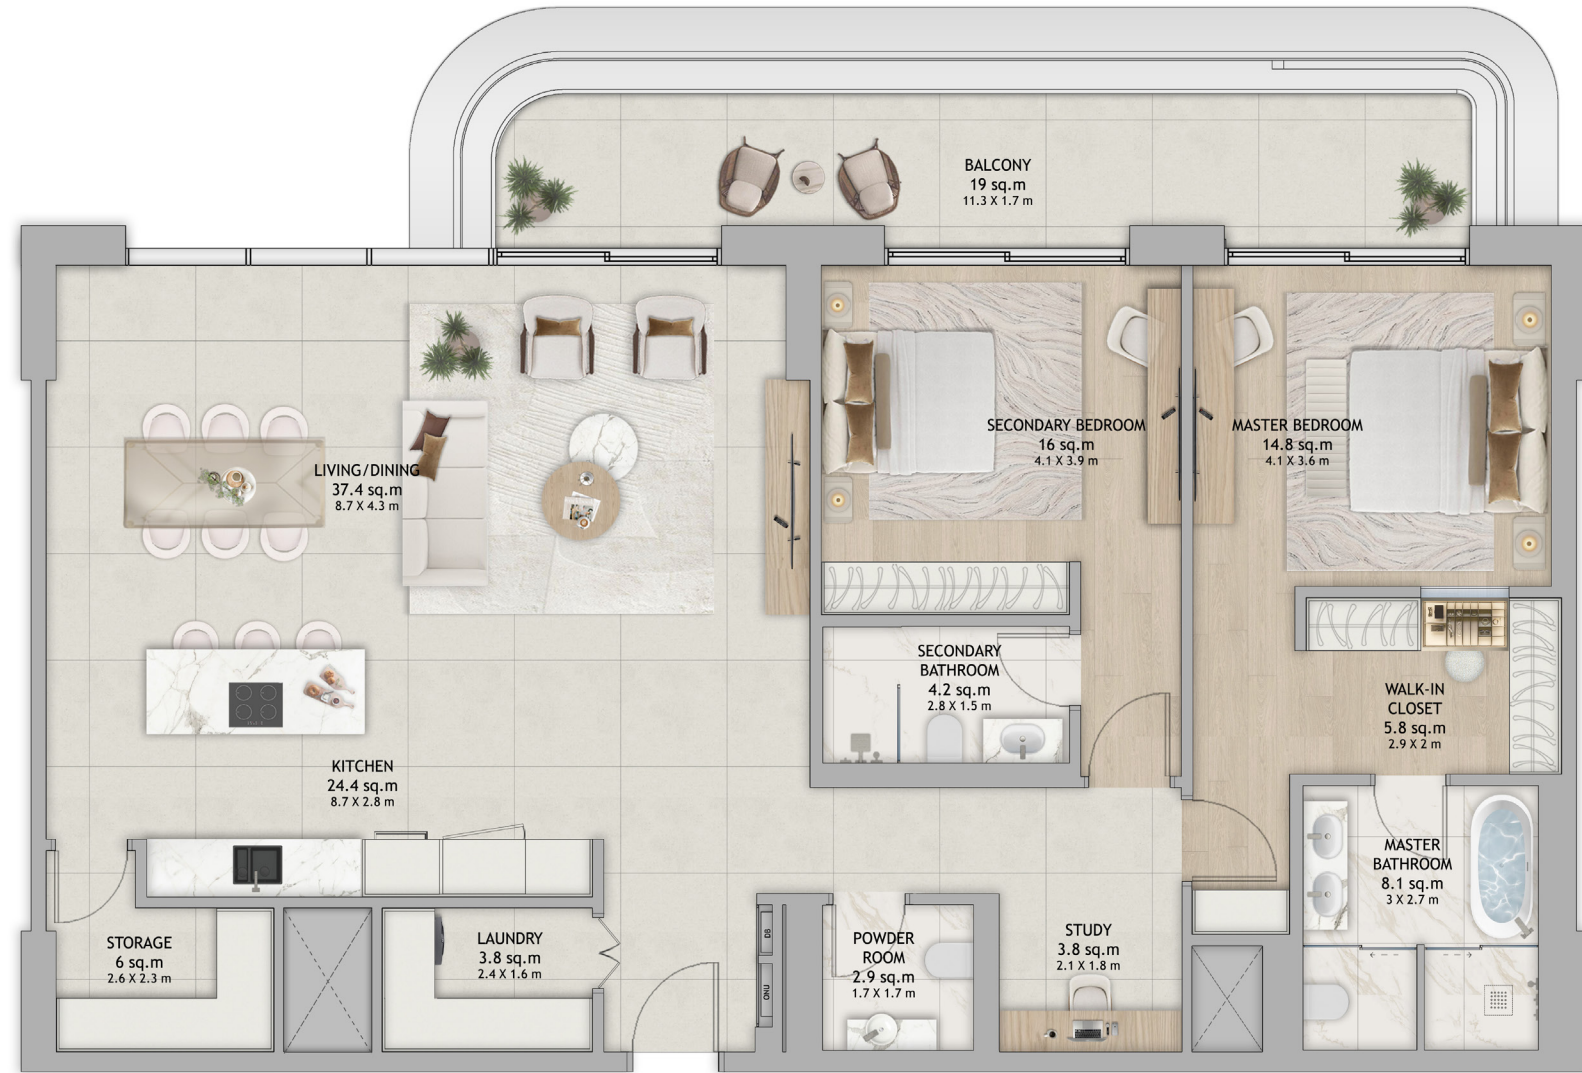 BALCONY
19 sq.m
11.3 X 1.7 m
SECONDARY BEDROOM
16 sq.m
4.1 X 3.9 m
MASTER BEDROOM
14.8 sq.m
4.1 X 3.6 m
LIVING/DINING
37.4 sq.m
8.7 X 4.3 m
SECONDARY
BATHROOM
4.2 sq.m
2.8 X 1.5 m
WALK-IN
CLOSET
5.8 sq.m
2.9 X 2 m
KITCHEN
24.4 sq.m
8.7 X 2.8 m
MASTER
BATHROOM
8.1 sq.m
3 X 2.7 m
STORAGE
6 sq.m
2.6 X 2.3 m
LAUNDRY
3.8 sq.m
2.4 X 1.6 m
DB
ONU
POWDER
ROOM
2.9 sq.m
1.7 X 1.7 m
STUDY
3.8 sq.m
2.1 X 1.8 m